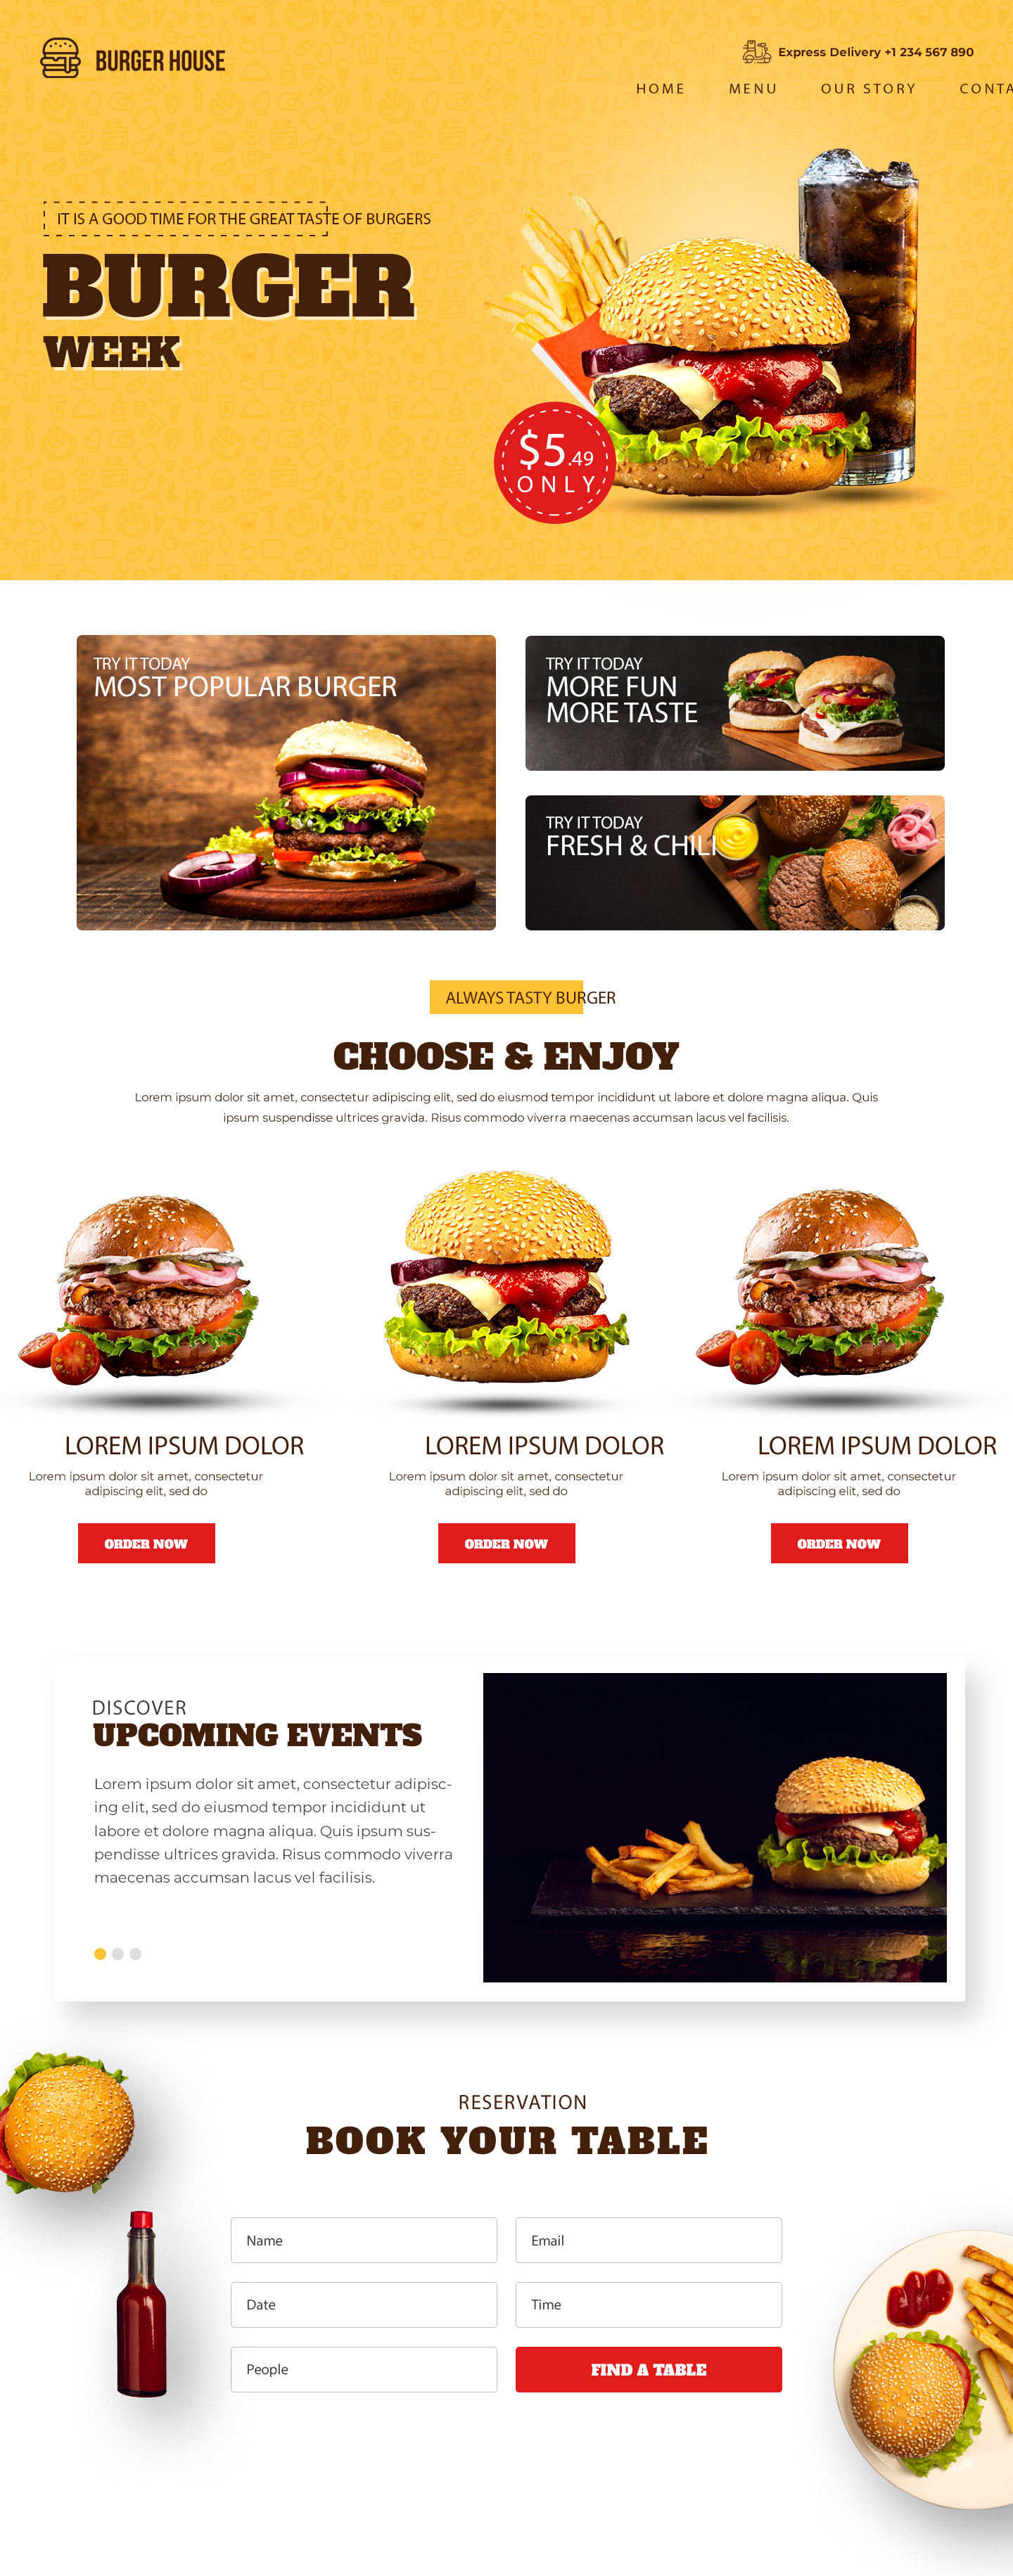 BURGER HOUSE
Express Delivery +1 234 567 890
HOME MENU OUR STORY CONTA
IT IS A GOOD TIME FOR THE GREAT TASTE OF BURGERS
BURGER
WEEK
$5.49
ONLY
TRY IT TODAY
MOST POPULAR BURGER
TRY IT TODAY
MORE FUN
MORE TASTE
TRY IT TODAY
FRESH & CHILI
ALWAYS TASTY BURGER
CHOOSE & ENJOY
Lorem ipsum dolor sit amet, consectetur adipiscing elit, sed do eiusmod tempor incididunt ut labore et dolore magna aliqua. Quis
ipsum suspendisse ultrices gravida. Risus commodo viverra maecenas accumsan lacus vel facilisis.
LOREM IPSUM DOLOR
Lorem ipsum dolor sit amet, consectetur
adipiscing elit, sed do
ORDER NOW
LOREM IPSUM DOLOR
Lorem ipsum dolor sit amet, consectetur
adipiscing elit, sed do
ORDER NOW
LOREM IPSUM DOLOR
Lorem ipsum dolor sit amet, consectetur
adipiscing elit, sed do
ORDER NOW
DISCOVER
UPCOMING EVENTS
Lorem ipsum dolor sit amet, consectetur adipisc-
ing elit, sed do eiusmod tempor incididunt ut
labore et dolore magna aliqua. Quis ipsum sus-
pendisse ultrices gravida. Risus commodo viverra
maecenas accumsan lacus vel facilisis.
RESERVATION
BOOK YOUR TABLE
Name
Email
Date
Time
People
FIND A TABLE